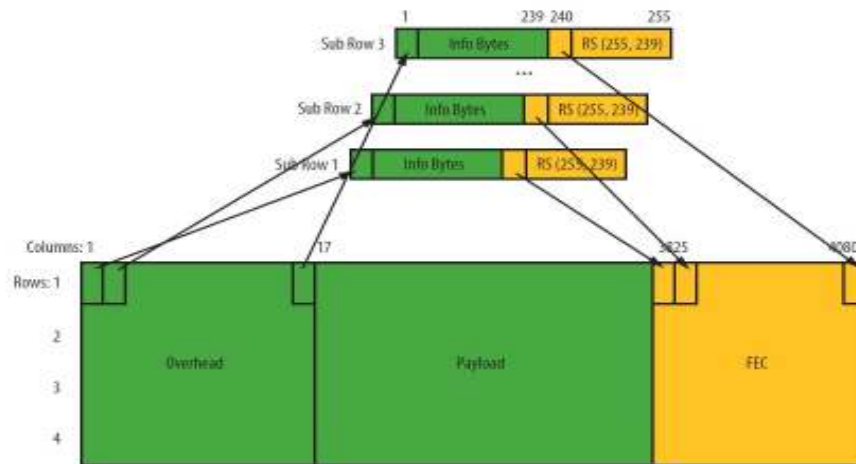 1 239 240 255
Sub Row 3 Info Bytes RS (255, 239)
...
Sub Row 2 Info Bytes RS (255, 239)
Sub Row 1 Info Bytes RS (255, 239)
Columns: 1 17 3825 4080
Rows: 1
2
Overhead Payload FEC
3
4